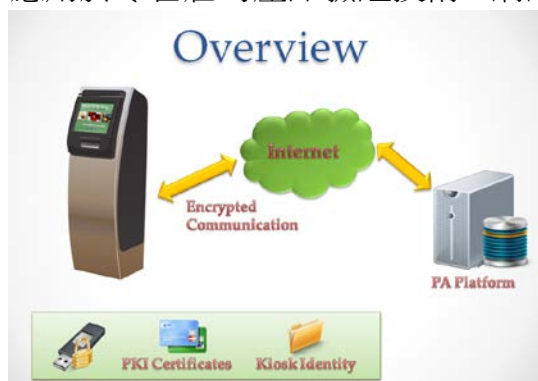 Overview
Internet
Encrypted
Communication
PA Platform
PKI Certificates
Kiosk Identity